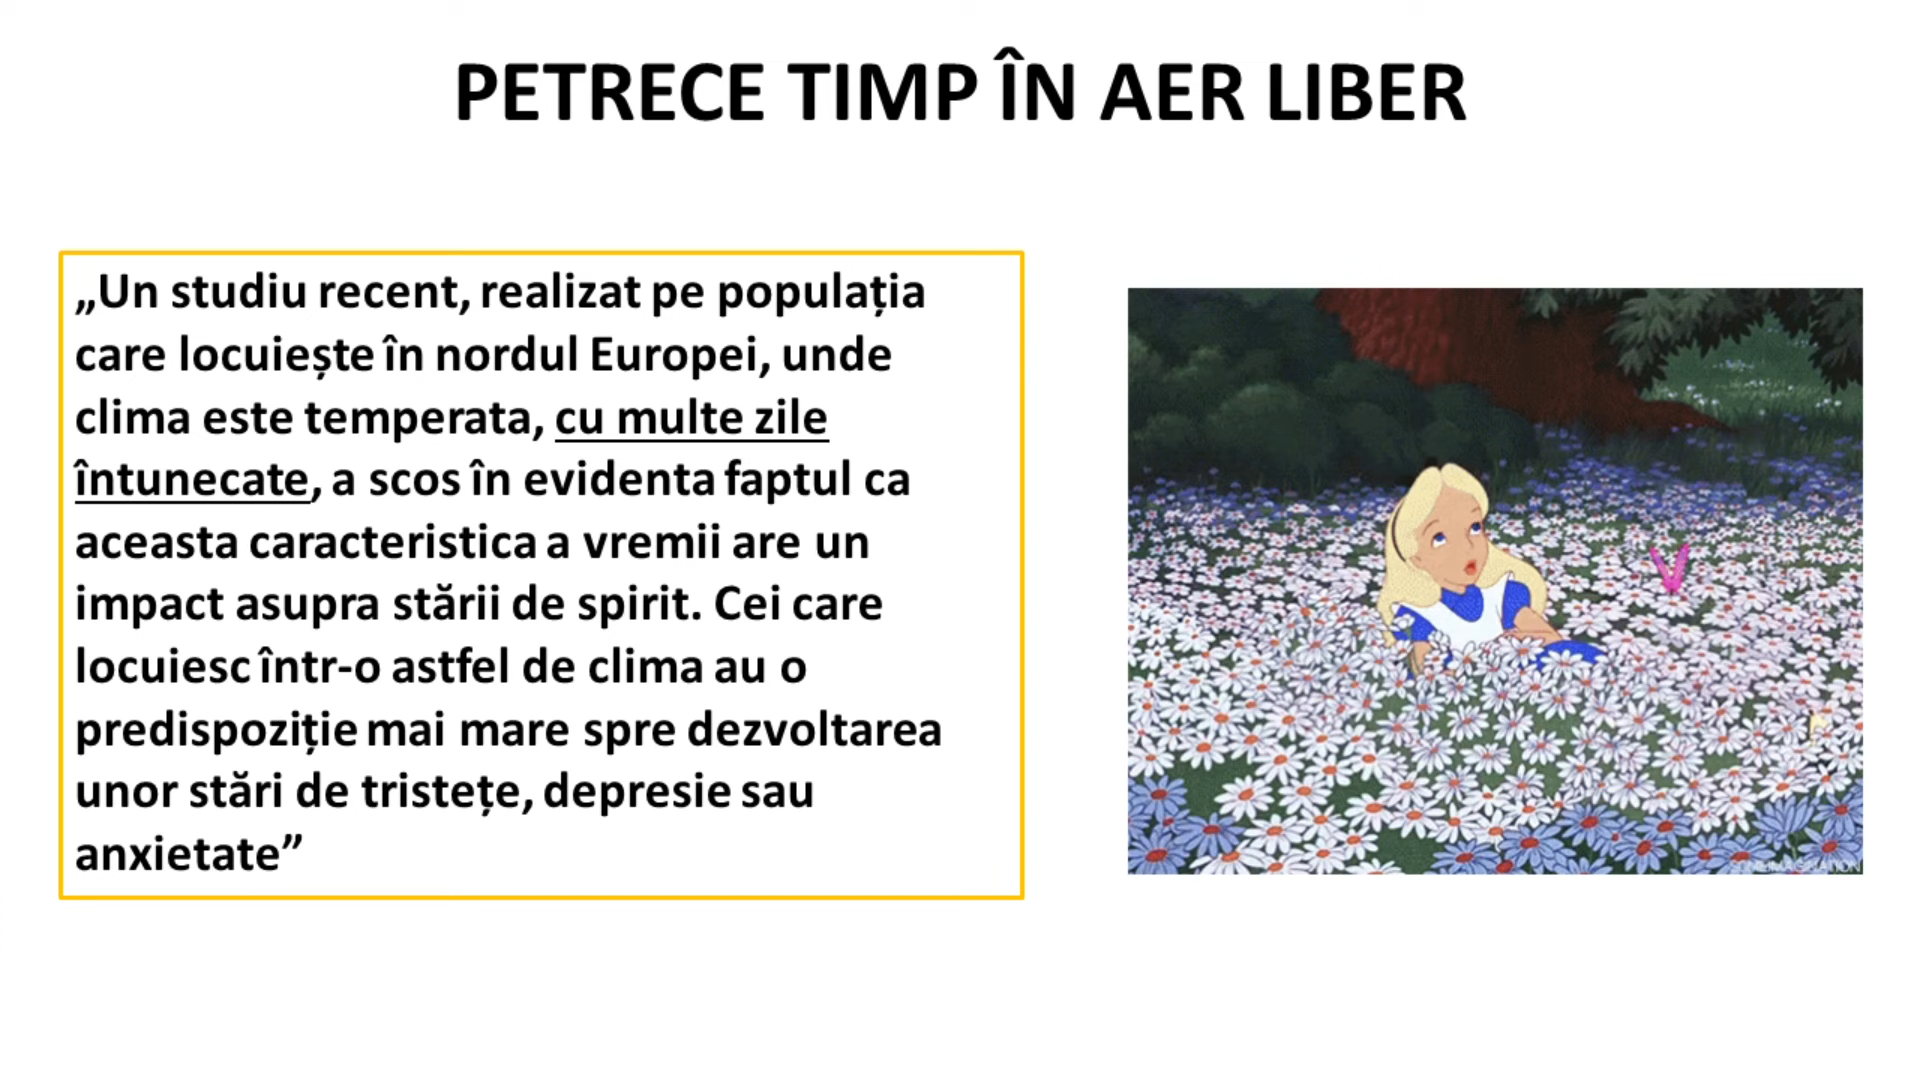 PETRECE TIMP ÎN AER LIBER
„Un studiu recent, realizat pe populația
care locuiește în nordul Europei, unde
clima este temperata, cu multe zile
întunecate, a scos în evidenta faptul ca
aceasta caracteristica a vremii are un
impact asupra stării de spirit. Cei care
locuiesc într-o astfel de clima au o
predispoziție mai mare spre dezvoltarea
unor stări de tristețe, depresie sau
anxietate”